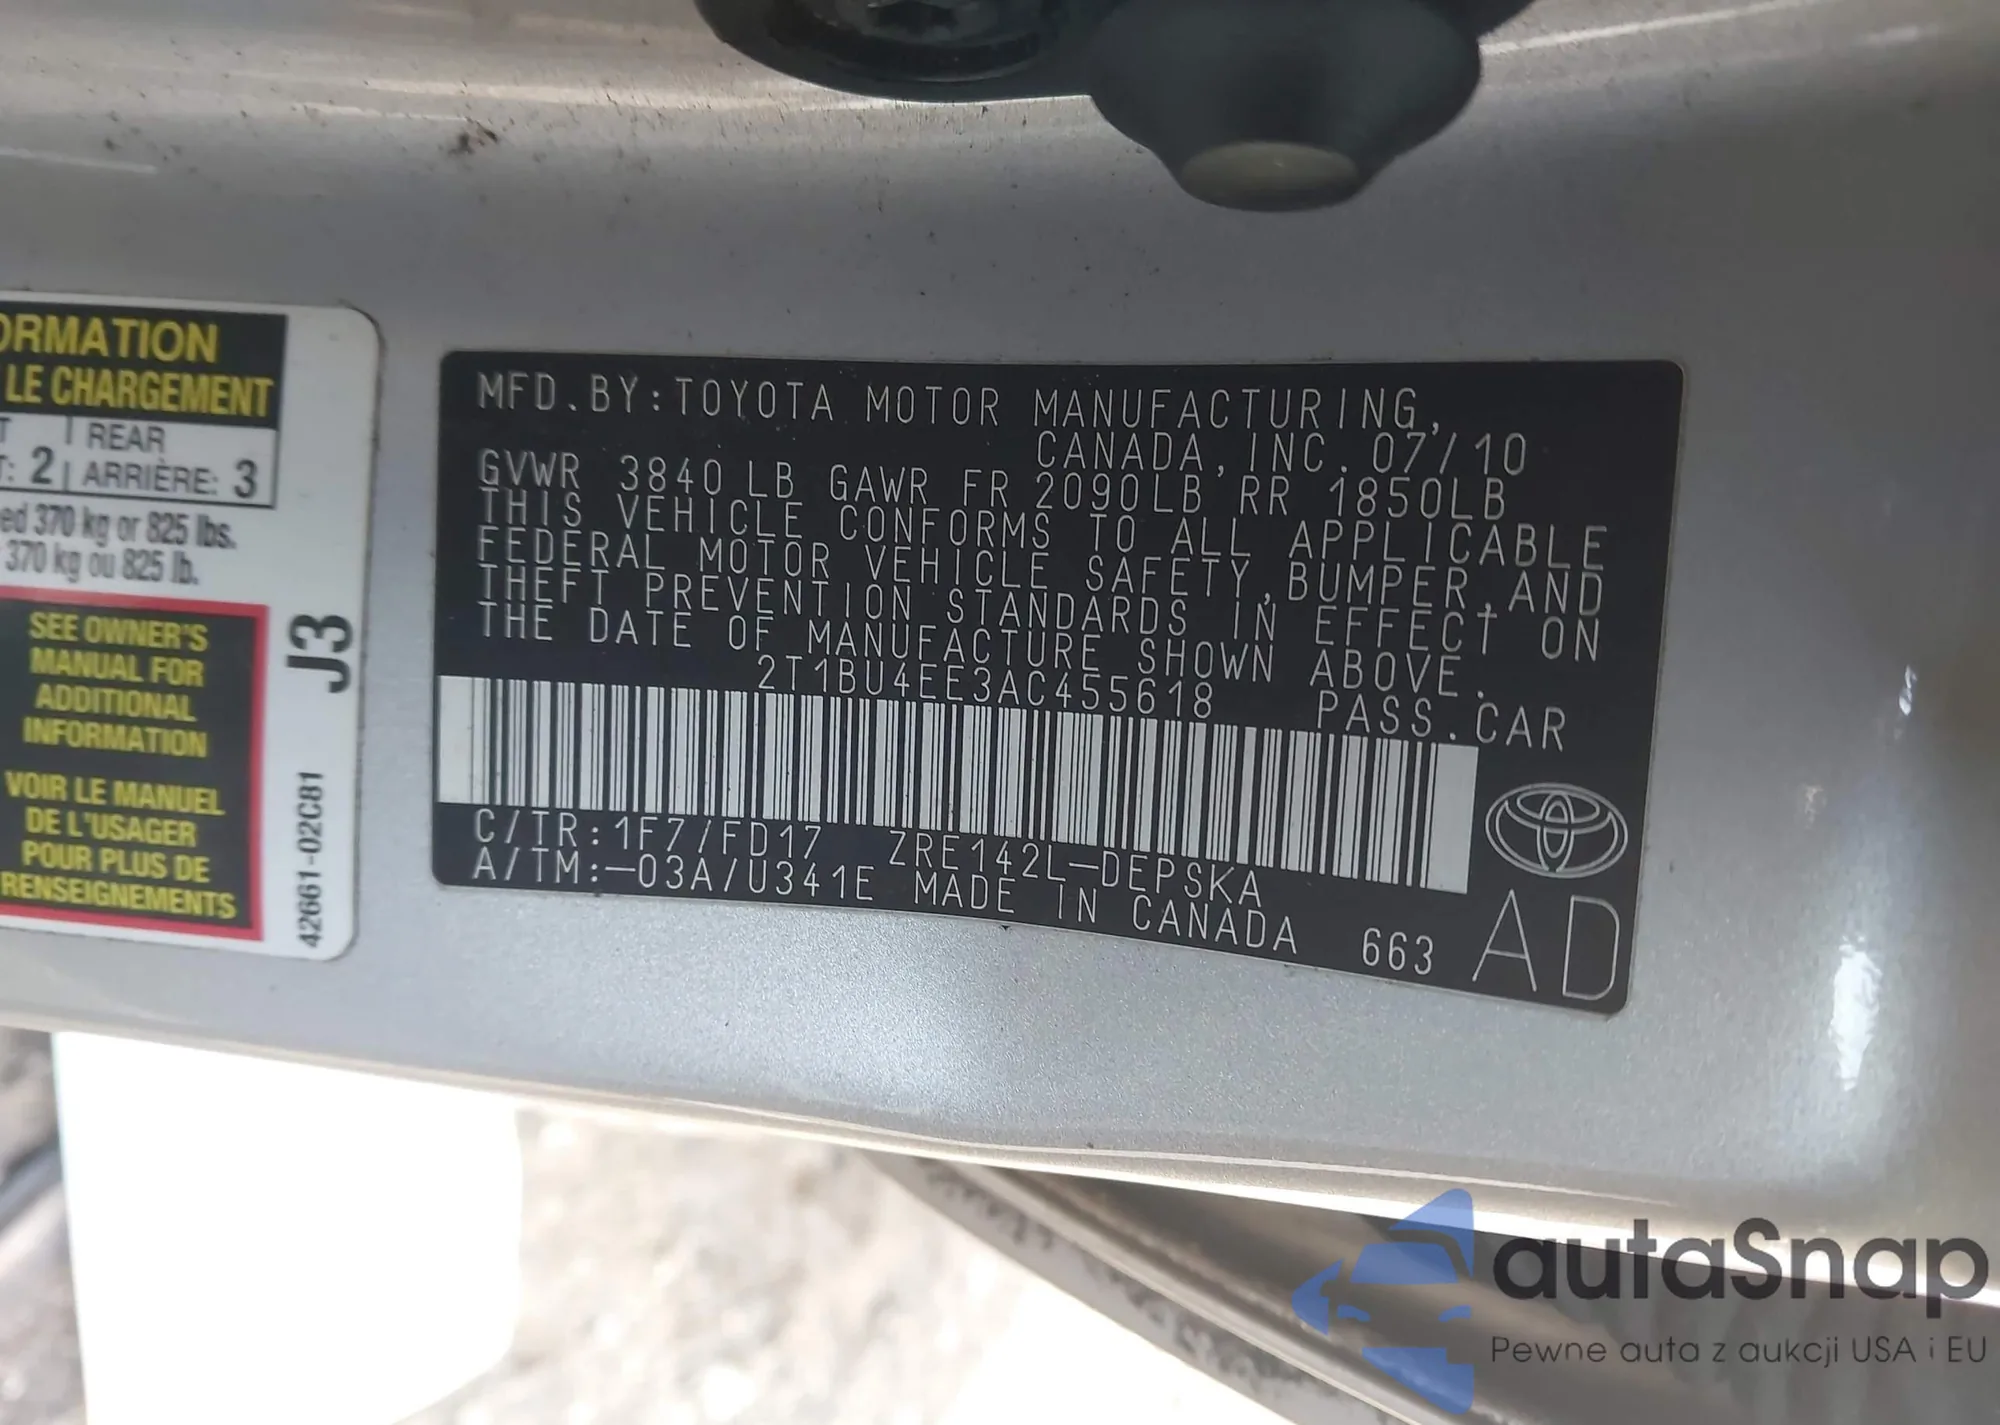 ORMATION
LE CHARGEMENT
REAR
2 ARRIÈRE: 3
ed 370 kg or 825 lbs.
370 kg ou 825 lb.
SEE OWNER'S
MANUAL FOR
ADDITIONAL
INFORMATION
VOIR LE MANUEL
DE L'USAGER
POUR PLUS DE
RENSEIGNEMENTS
J3
42661-02C81
MFD.BY:TOYOTA MOTOR MANUFACTURING,
CANADA,INC. 07/10
GVWR 3840 LB GAWR FR 2090LB RR 1850LB
THIS VEHICLE CONFORMS TO ALL APPLICABLE
FEDERAL MOTOR VEHICLE SAFETY,BUMPER,AND
THEFT PREVENTION STANDARDS IN EFFECT ON
THE DATE OF MANUFACTURE SHOWN ABOVE.
2T1BU4EE3AC455618 PASS.CAR
C/TR:1F7/FD17 ZRE142L-DEPSKA
A/TM:-03A/U341E MADE IN CANADA 663
AD
autaSnap
Pewne auta z aukcji USA i EU